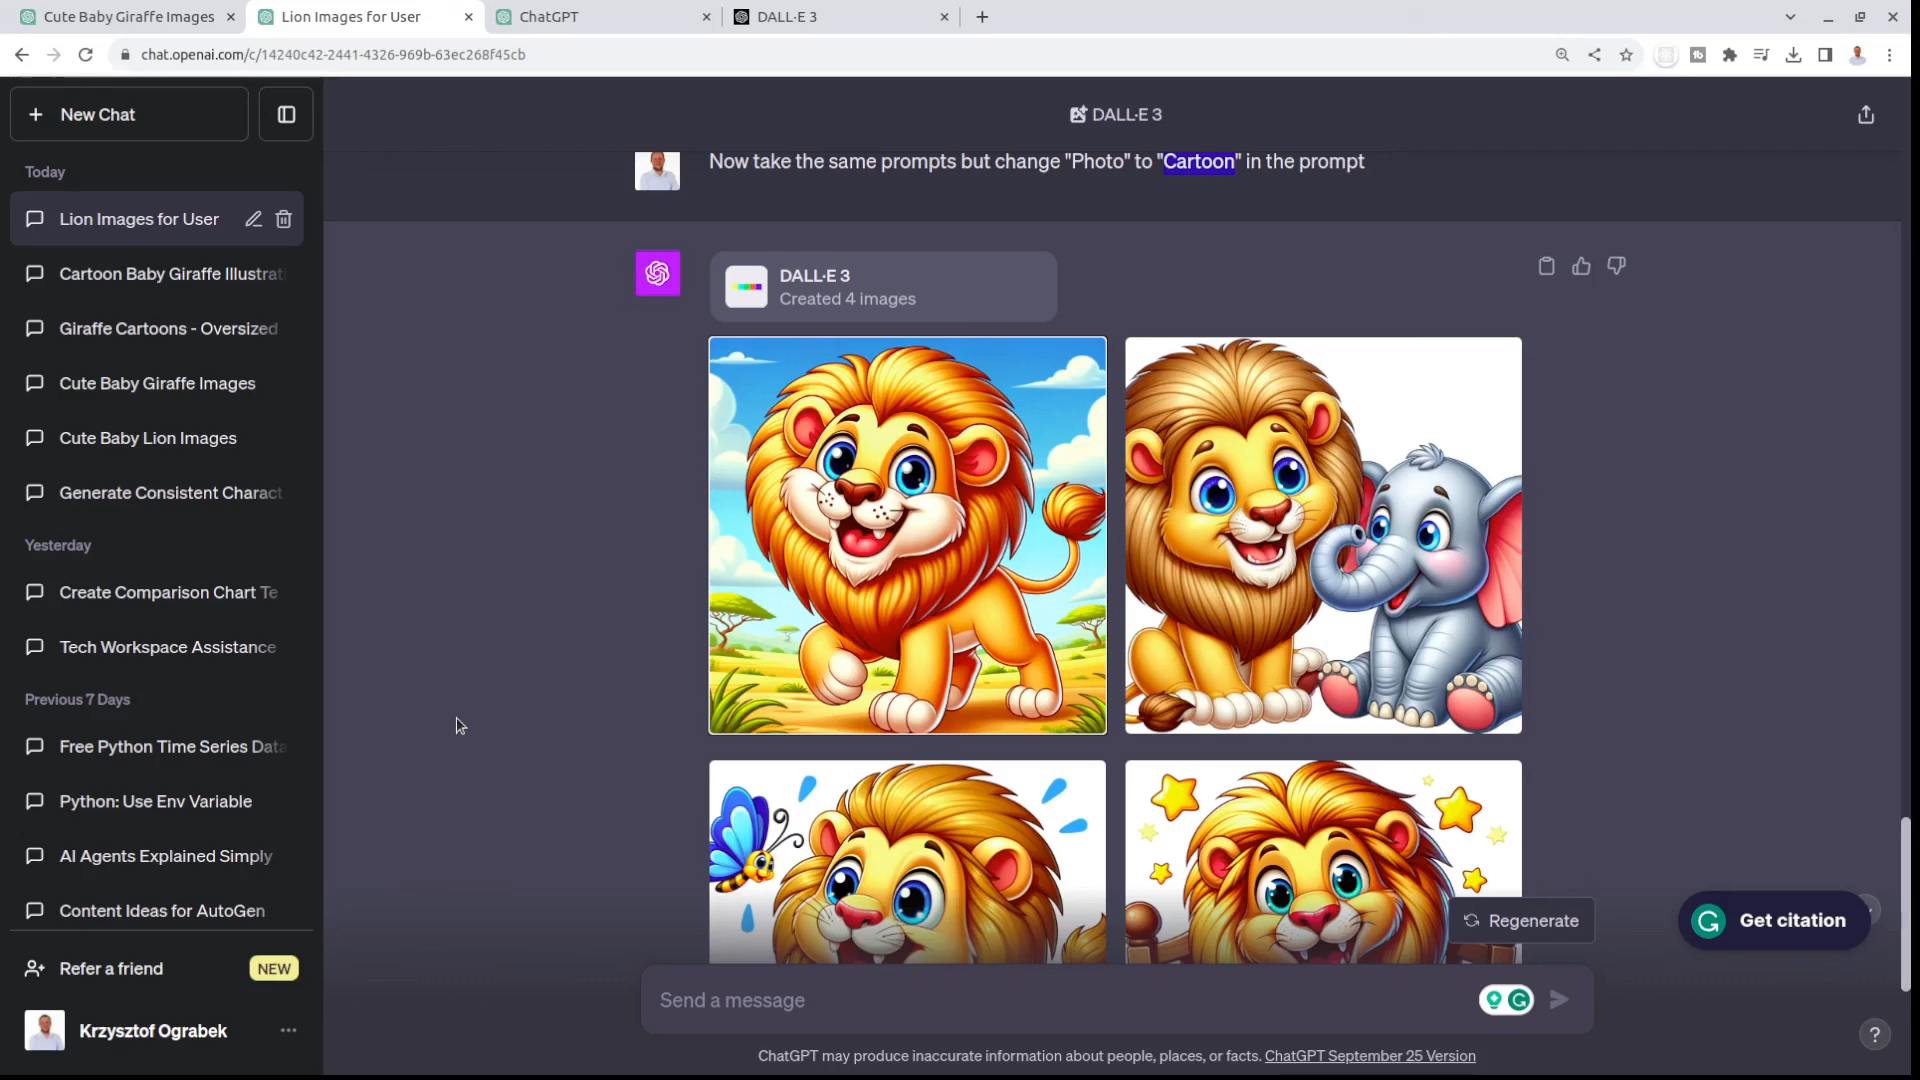 Cute Baby Giraffe Images
Lion Images for User
ChatGPT
DALL·E 3
chat.openai.com/c/14240c42-2441-4326-969b-63ec268f45cb
New Chat
DALL·E 3
Today
Lion Images for User
Cartoon Baby Giraffe Illustrati
Giraffe Cartoons - Oversized
Cute Baby Giraffe Images
Cute Baby Lion Images
Generate Consistent Charact
Yesterday
Create Comparison Chart Te
Tech Workspace Assistance
Previous 7 Days
Free Python Time Series Data
Python: Use Env Variable
AI Agents Explained Simply
Content Ideas for AutoGen
Refer a friend
NEW
Krzysztof Ograbek
Now take the same prompts but change "Photo" to "Cartoon" in the prompt
DALL·E 3
Created 4 images
Regenerate
Get citation
Send a message
ChatGPT may produce inaccurate information about people, places, or facts. ChatGPT September 25 Version
?